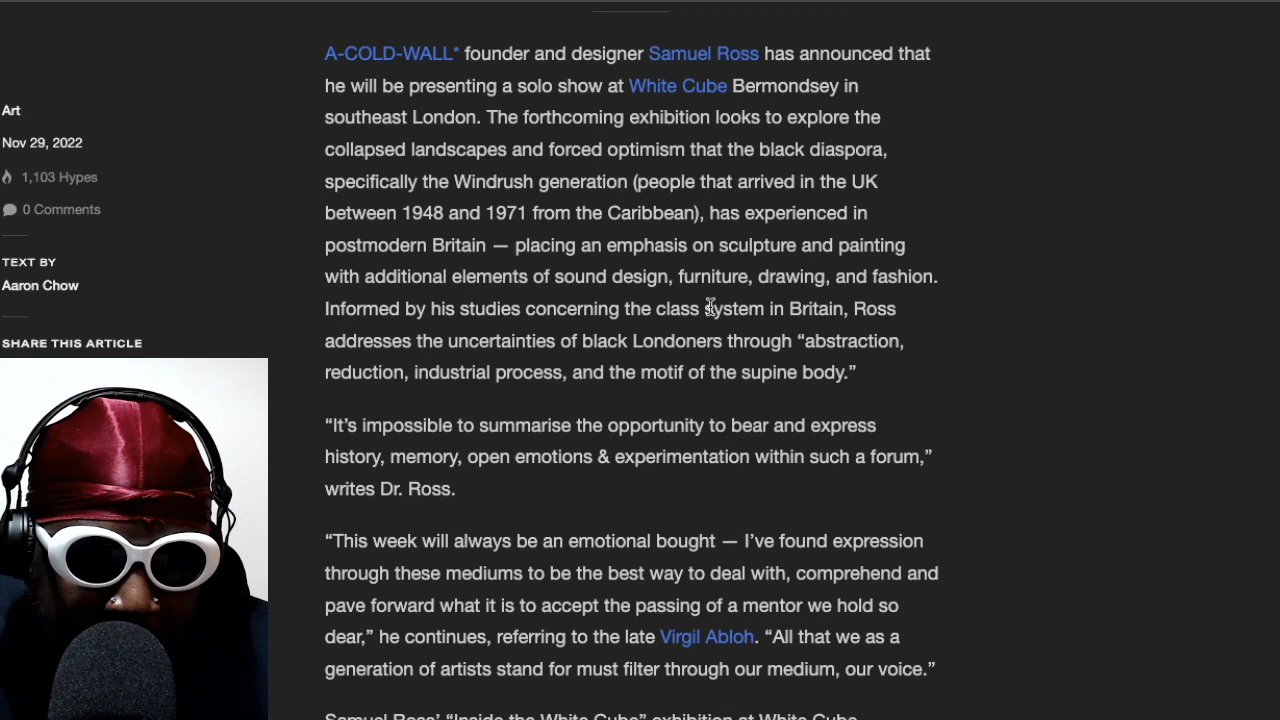 Art
Nov 29, 2022
1,103 Hypes
0 Comments
TEXT BY
Aaron Chow
SHARE THIS ARTICLE
A-COLD-WALL* founder and designer Samuel Ross has announced that
he will be presenting a solo show at White Cube Bermondsey in
southeast London. The forthcoming exhibition looks to explore the
collapsed landscapes and forced optimism that the black diaspora,
specifically the Windrush generation (people that arrived in the UK
between 1948 and 1971 from the Caribbean), has experienced in
postmodern Britain — placing an emphasis on sculpture and painting
with additional elements of sound design, furniture, drawing, and fashion.
Informed by his studies concerning the class system in Britain, Ross
addresses the uncertainties of black Londoners through “abstraction,
reduction, industrial process, and the motif of the supine body.”
“It’s impossible to summarise the opportunity to bear and express
history, memory, open emotions & experimentation within such a forum,”
writes Dr. Ross.
“This week will always be an emotional bought — I’ve found expression
through these mediums to be the best way to deal with, comprehend and
pave forward what it is to accept the passing of a mentor we hold so
dear,” he continues, referring to the late Virgil Abloh. “All that we as a
generation of artists stand for must filter through our medium, our voice.”
Samuel Ross’ “Inside the White Cube” exhibition at White Cube